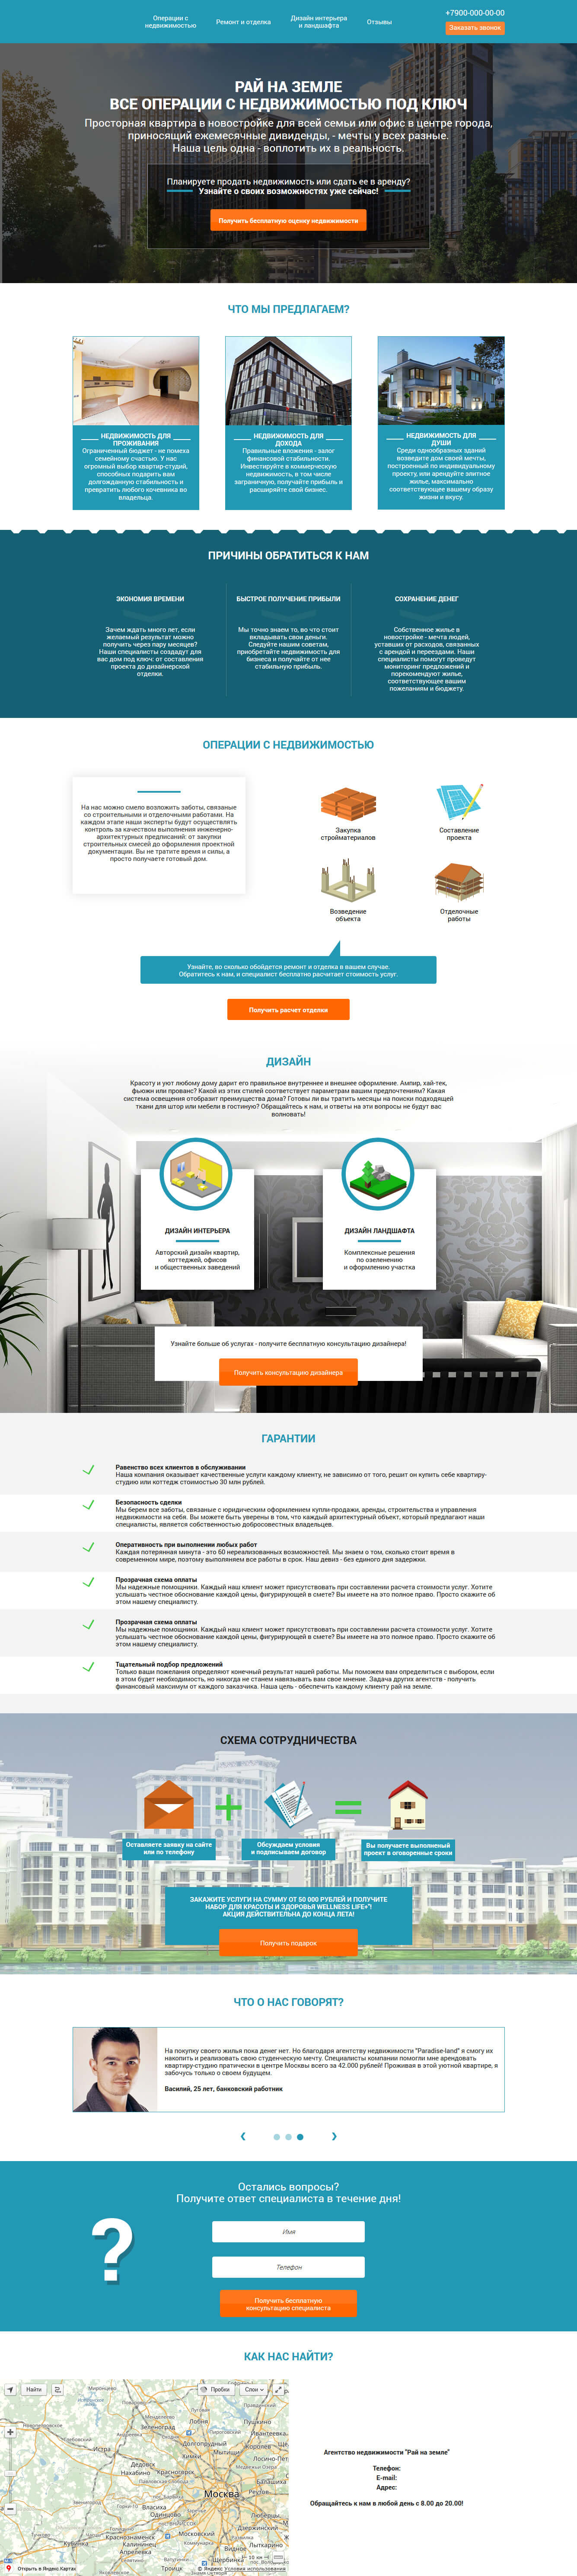 Операции с
недвижимостью
Ремонт и отделка
Дизайн интерьера
и ландшафта
Отзывы
+7900-000-00-00
Заказать звонок
РАЙ НА ЗЕМЛЕ
ВСЕ ОПЕРАЦИИ С НЕДВИЖИМОСТЬЮ ПОД КЛЮЧ
Просторная квартира в новостройке для всей семьи или офис в центре города,
приносящий ежемесячные дивиденды, - мечты у всех разные.
Наша цель одна - воплотить их в реальность.
Планируете продать недвижимость или сдать ее в аренду?
Узнайте о своих возможностях уже сейчас!
Получить бесплатную оценку недвижимости
ЧТО МЫ ПРЕДЛАГАЕМ?
НЕДВИЖИМОСТЬ ДЛЯ
ПРОЖИВАНИЯ
Ограниченный бюджет - не помеха
семейному счастью. У нас
огромный выбор квартир-студий,
способных подарить вам
долгожданную стабильность и
превратить любого кочевника во
владельца.
НЕДВИЖИМОСТЬ ДЛЯ
ДОХОДА
Правильные вложения - залог
финансовой стабильности.
Инвестируйте в коммерческую
недвижимость, в том числе
заграничную, получайте прибыль и
расширяйте свой бизнес.
НЕДВИЖИМОСТЬ ДЛЯ
ДУШИ
Среди однообразных зданий
возведите дом своей мечты,
построенный по индивидуальному
проекту, или арендуйте элитное
жилье, максимально
соответствующее вашему образу
жизни и вкусу.
ПРИЧИНЫ ОБРАТИТЬСЯ К НАМ
ЭКОНОМИЯ ВРЕМЕНИ
Зачем ждать много лет, если
желаемый результат можно
получить через пару месяцев?
Наши специалисты создадут для
вас дом под ключ: от составления
проекта до дизайнерской
отделки.
БЫСТРОЕ ПОЛУЧЕНИЕ ПРИБЫЛИ
Мы точно знаем то, во что стоит
вкладывать свои деньги.
Следуйте нашим советам,
приобретайте недвижимость для
бизнеса и получайте от нее
стабильную прибыль.
СОХРАНЕНИЕ ДЕНЕГ
Собственное жилье в
новостройке - мечта людей,
уставших от расходов, связанных
с арендой и переездами. Наши
специалисты помогут проведут
мониторинг предложений и
порекомендуют жилье,
соответствующее вашим
пожеланиям и бюджету.
ОПЕРАЦИИ С НЕДВИЖИМОСТЬЮ
На нас можно смело возложить заботы, связанные
со строительными и отделочными работами. На
каждом этапе наши эксперты будут осуществлять
контроль за качеством выполнения инженерно-
архитектурных предписаний: от закупки
строительных смесей до оформления проектной
документации. Вы не тратите время и силы, а
просто получаете готовый дом.
Закупка
стройматериалов
Составление
проекта
Возведение
объекта
Отделочные
работы
Узнайте, во сколько обойдется ремонт и отделка в вашем случае.
Обратитесь к нам, и специалист бесплатно расчитает стоимость услуг.
Получить расчет отделки
ДИЗАЙН
Красоту и уют любому дому дарит его правильное внутреннее и внешнее оформление. Ампир, хай-тек,
фьюжн или прованс? Какой из этих стилей соответствует параметрам вашим предпочтениям? Какая
система освещения отобразит преимущества дома? Готовы ли вы тратить месяцы на поиски подходящей
ткани для штор или мебели в гостиную? Обращайтесь к нам, и ответы на эти вопросы не будут вас
волновать!
ДИЗАЙН ИНТЕРЬЕРА
Авторский дизайн квартир,
коттеджей, офисов
и общественных заведений
ДИЗАЙН ЛАНДШАФТА
Комплексные решения
по озеленению
и оформлению участка
Узнайте больше об услугах - получите бесплатную консультацию дизайнера!
Получить консультацию дизайнера
ГАРАНТИИ
Равенство всех клиентов в обслуживании
Наша компания оказывает качественные услуги каждому клиенту, не зависимо от того, решит он купить себе квартиру-
студию или коттедж стоимостью 30 млн рублей.
Безопасность сделки
Мы берем все заботы, связанные с юридическим оформлением купли-продажи, аренды, строительства и управления
недвижимости на себя. Вы можете быть уверены в том, что каждый архитектурный объект, который предлагают наши
специалисты, является собственностью добросовестных владельцев.
Оперативность при выполнении любых работ
Каждая потерянная минута - это 60 нереализованных возможностей. Мы знаем о том, сколько стоит время в
современном мире, поэтому выполняем все работы в срок. Наш девиз - без единого дня задержки.
Прозрачная схема оплаты
Мы надежные помощники. Каждый наш клиент может присутствовать при составлении расчета стоимости услуг. Хотите
услышать честное обоснование каждой цены, фигурирующей в смете? Вы имеете на это полное право. Просто скажите об
этом нашему специалисту.
Прозрачная схема оплаты
Мы надежные помощники. Каждый наш клиент может присутствовать при составлении расчета стоимости услуг. Хотите
услышать честное обоснование каждой цены, фигурирующей в смете? Вы имеете на это полное право. Просто скажите об
этом нашему специалисту.
Тщательный подбор предложений
Только ваши пожелания определяют конечный результат нашей работы. Мы поможем вам определиться с выбором, если
в этом будет необходимость, но никогда не станем навязывать вам свое мнение. Задача других агентств - получить
финансовый максимум от каждого заказчика. Наша цель - обеспечить каждому клиенту рай на земле.
СХЕМА СОТРУДНИЧЕСТВА
Оставляете заявку на сайте
или по телефону
Обсуждаем условия
и подписываем договор
Вы получаете выполненый
проект в оговоренные сроки
ЗАКАЖИТЕ УСЛУГИ НА СУММУ ОТ 50 000 РУБЛЕЙ И ПОЛУЧИТЕ
НАБОР ДЛЯ КРАСОТЫ И ЗДОРОВЬЯ WELLNESS LIFE+"!
АКЦИЯ ДЕЙСТВИТЕЛЬНА ДО КОНЦА ЛЕТА!
Получить подарок
ЧТО О НАС ГОВОРЯТ?
На покупку своего жилья пока денег нет. Но благодаря агентству недвижимости "Paradise-land" я смогу их
накопить и реализовать свою студенческую мечту. Специалисты компании помогли мне арендовать
квартиру-студию пратически в центре Москвы всего за 42.000 рублей! Проживая в этой уютной квартире, я
забочусь только о своем будущем.
Василий, 25 лет, банковский работник
Остались вопросы?
Получите ответ специалиста в течение дня!
?
Имя
Телефон
Получить бесплатную
консультацию специалиста
КАК НАС НАЙТИ?
Найти
Пробки
Слои
Зеленоград
Лобня
Пушкино
Ивантеевка
Долгопрудный
Королёв
Истра
Химки
Мытищи
Дедовск
Нахабино
Красногорск
Балашиха
Москва
Реутов
Власиха
Одинцово
Люберцы
Дзержинский
Краснознаменск
Московский
Калининец
Апрелевка
Видное
Лыткарино
Кубинка
Щербинка
Троицк
10 км
Открыть в Яндекс.Картах
© Яндекс Условия использования
Агентство недвижимости "Рай на земле"
Телефон:
E-mail:
Адрес:
Обращайтесь к нам в любой день с 8.00 до 20.00!